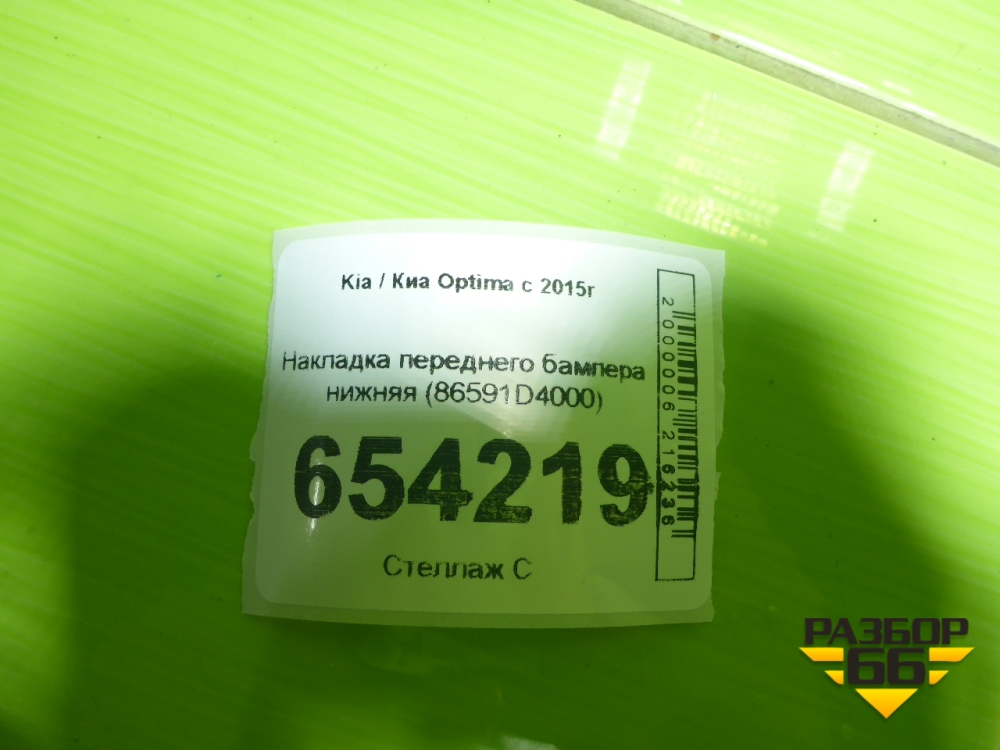 Kia / Киа Optima с 2015г
Накладка переднего бампера
нижняя (86591D4000)
654219
Стеллаж С
2000006216236
РАЗБОР
66